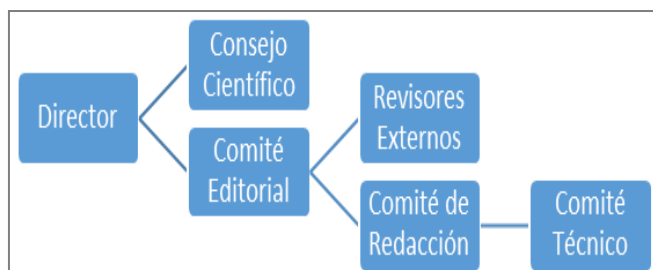 Director
Consejo
Científico
Comité
Editorial
Revisores
Externos
Comité de
Redacción
Comité
Técnico